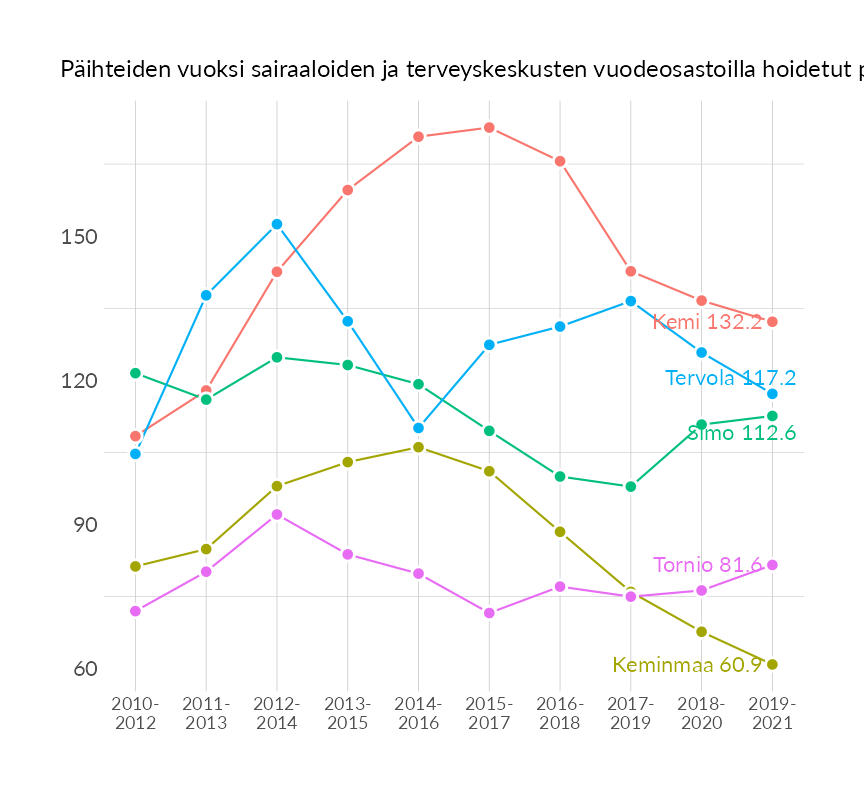 Päihteiden vuoksi sairaaloiden ja terveyskeskusten vuodeosastoilla hoidetut
150
120
90
60
Kemi 132.2
Tervola 117.2
Simo 112.6
Tornio 81.6
Keminmaa 60.9
2010- 2011- 2012- 2013- 2014- 2015- 2016- 2017- 2018- 2019-
2012 2013 2014 2015 2016 2017 2018 2019 2020 2021